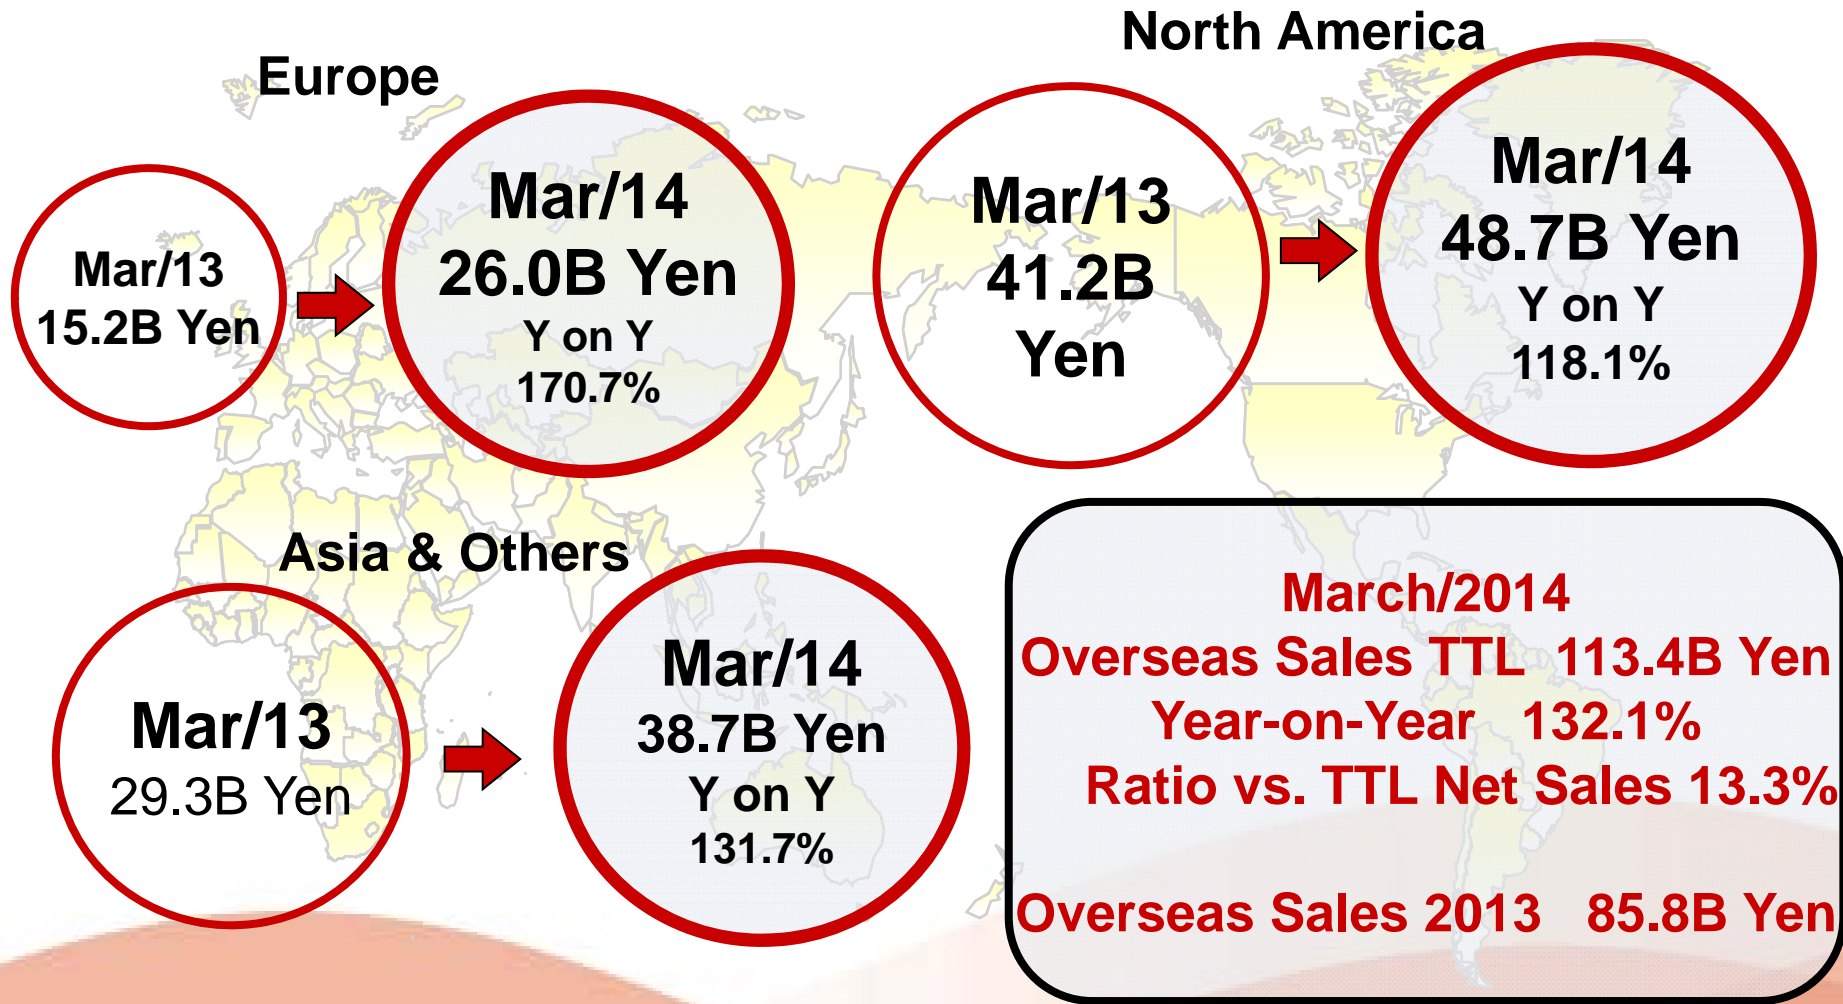 Europe
Mar/13
15.2B Yen
Mar/14
26.0B Yen
Y on Y
170.7%
North America
Mar/13
41.2B
Yen
Mar/14
48.7B Yen
Y on Y
118.1%
Asia & Others
Mar/13
29.3B Yen
Mar/14
38.7B Yen
Y on Y
131.7%
March/2014
Overseas Sales TTL 113.4B Yen
Year-on-Year 132.1%
Ratio vs. TTL Net Sales 13.3%
Overseas Sales 2013 85.8B Yen